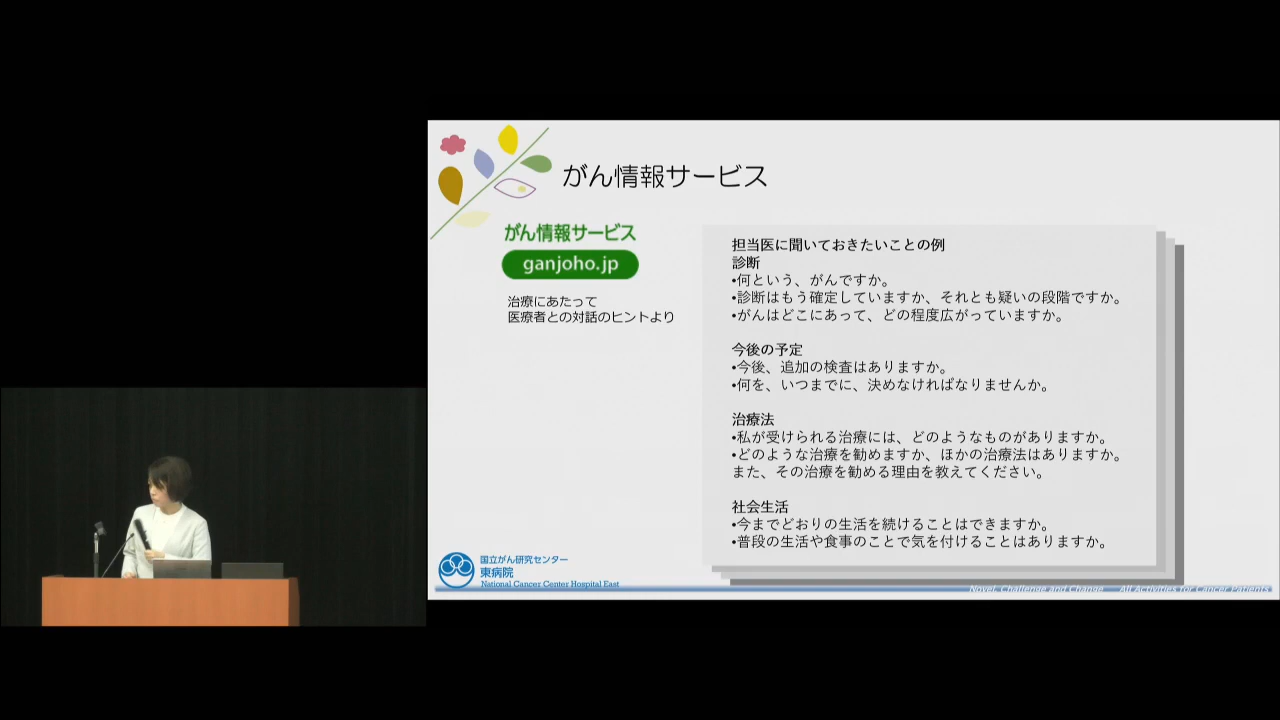 がん情報サービス
がん情報サービス
ganjoho.jp
治療にあたって
医療者との対話のヒントより
担当医に聞いておきたいことの例
診断
•何という、がんですか。
•診断はもう確定していますか、それとも疑いの段階ですか。
•がんはどこにあって、どの程度広がっていますか。
今後の予定
•今後、追加の検査はありますか。
•何を、いつまでに、決めなければなりませんか。
治療法
•私が受けられる治療には、どのようなものがありますか。
•どのような治療を勧めますか、ほかの治療法はありますか。
また、その治療を勧める理由を教えてください。
社会生活
•今までどおりの生活を続けることはできますか。
•普段の生活や食事のことで気を付けることはありますか。
国立がん研究センター
東病院
National Cancer Center Hospital East
Novel, Challenge and Change All Activities for Cancer Patients